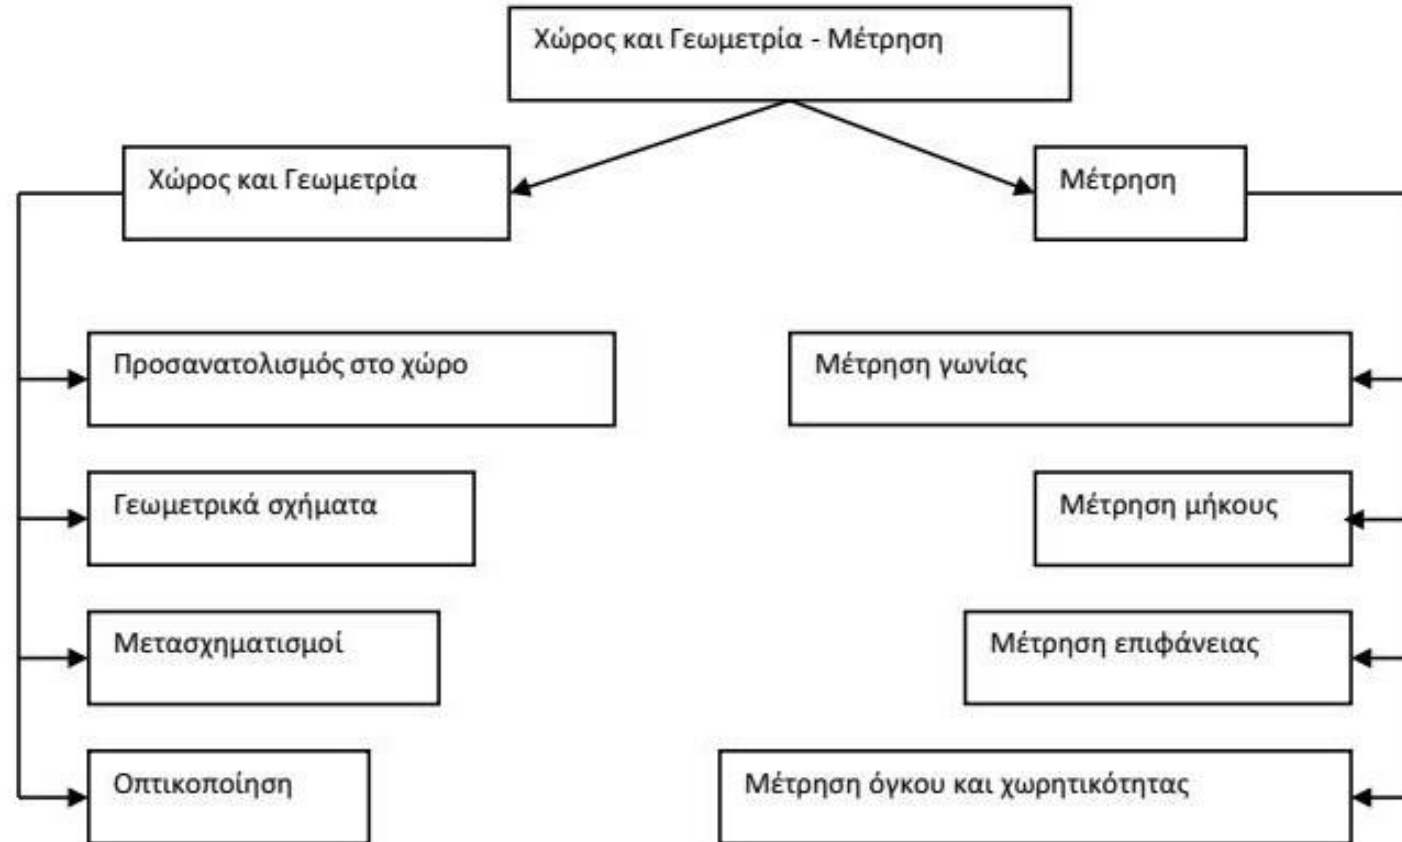 Χώρος και Γεωμετρία - Μέτρηση
Χώρος και Γεωμετρία
Μέτρηση
Προσανατολισμός στο χώρο
Μέτρηση γωνίας
Γεωμετρικά σχήματα
Μέτρηση μήκους
Μετασχηματισμοί
Μέτρηση επιφάνειας
Οπτικοποίηση
Μέτρηση όγκου και χωρητικότητας